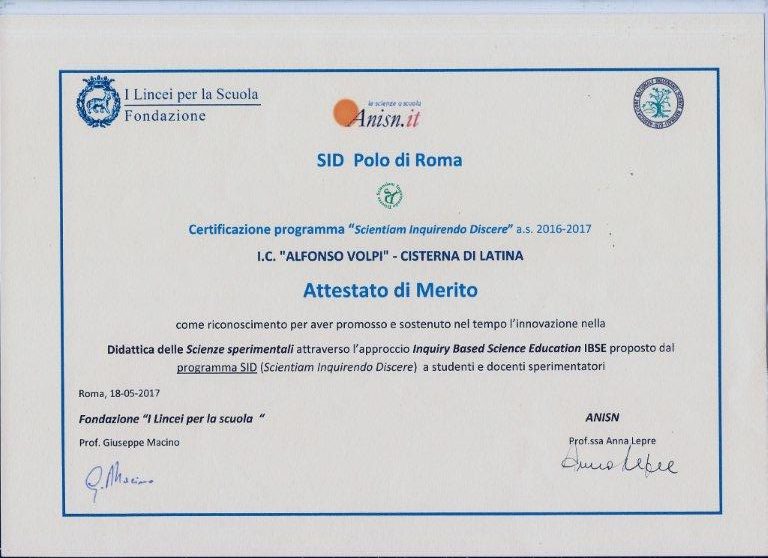 I Lincei per la Scuola
Fondazione
le scienze a scuola
Anisn.it
SID Polo di Roma
Certificazione programma "Scientiam Inquirendo Discere" a.s. 2016-2017
I.C. "ALFONSO VOLPI" - CISTERNA DI LATINA
Attestato di Merito
come riconoscimento per aver promosso e sostenuto nel tempo l'innovazione nella
Didattica delle Scienze sperimentali attraverso l'approccio Inquiry Based Science Education IBSE proposto dal
programma SID (Scientiam Inquirendo Discere) a studenti e docenti sperimentatori
Roma, 18-05-2017
Fondazione "I Lincei per la scuola "
ANISN
Prof. Giuseppe Macino
Prof.ssa Anna Lepre
G. Macino
Anna Lepre